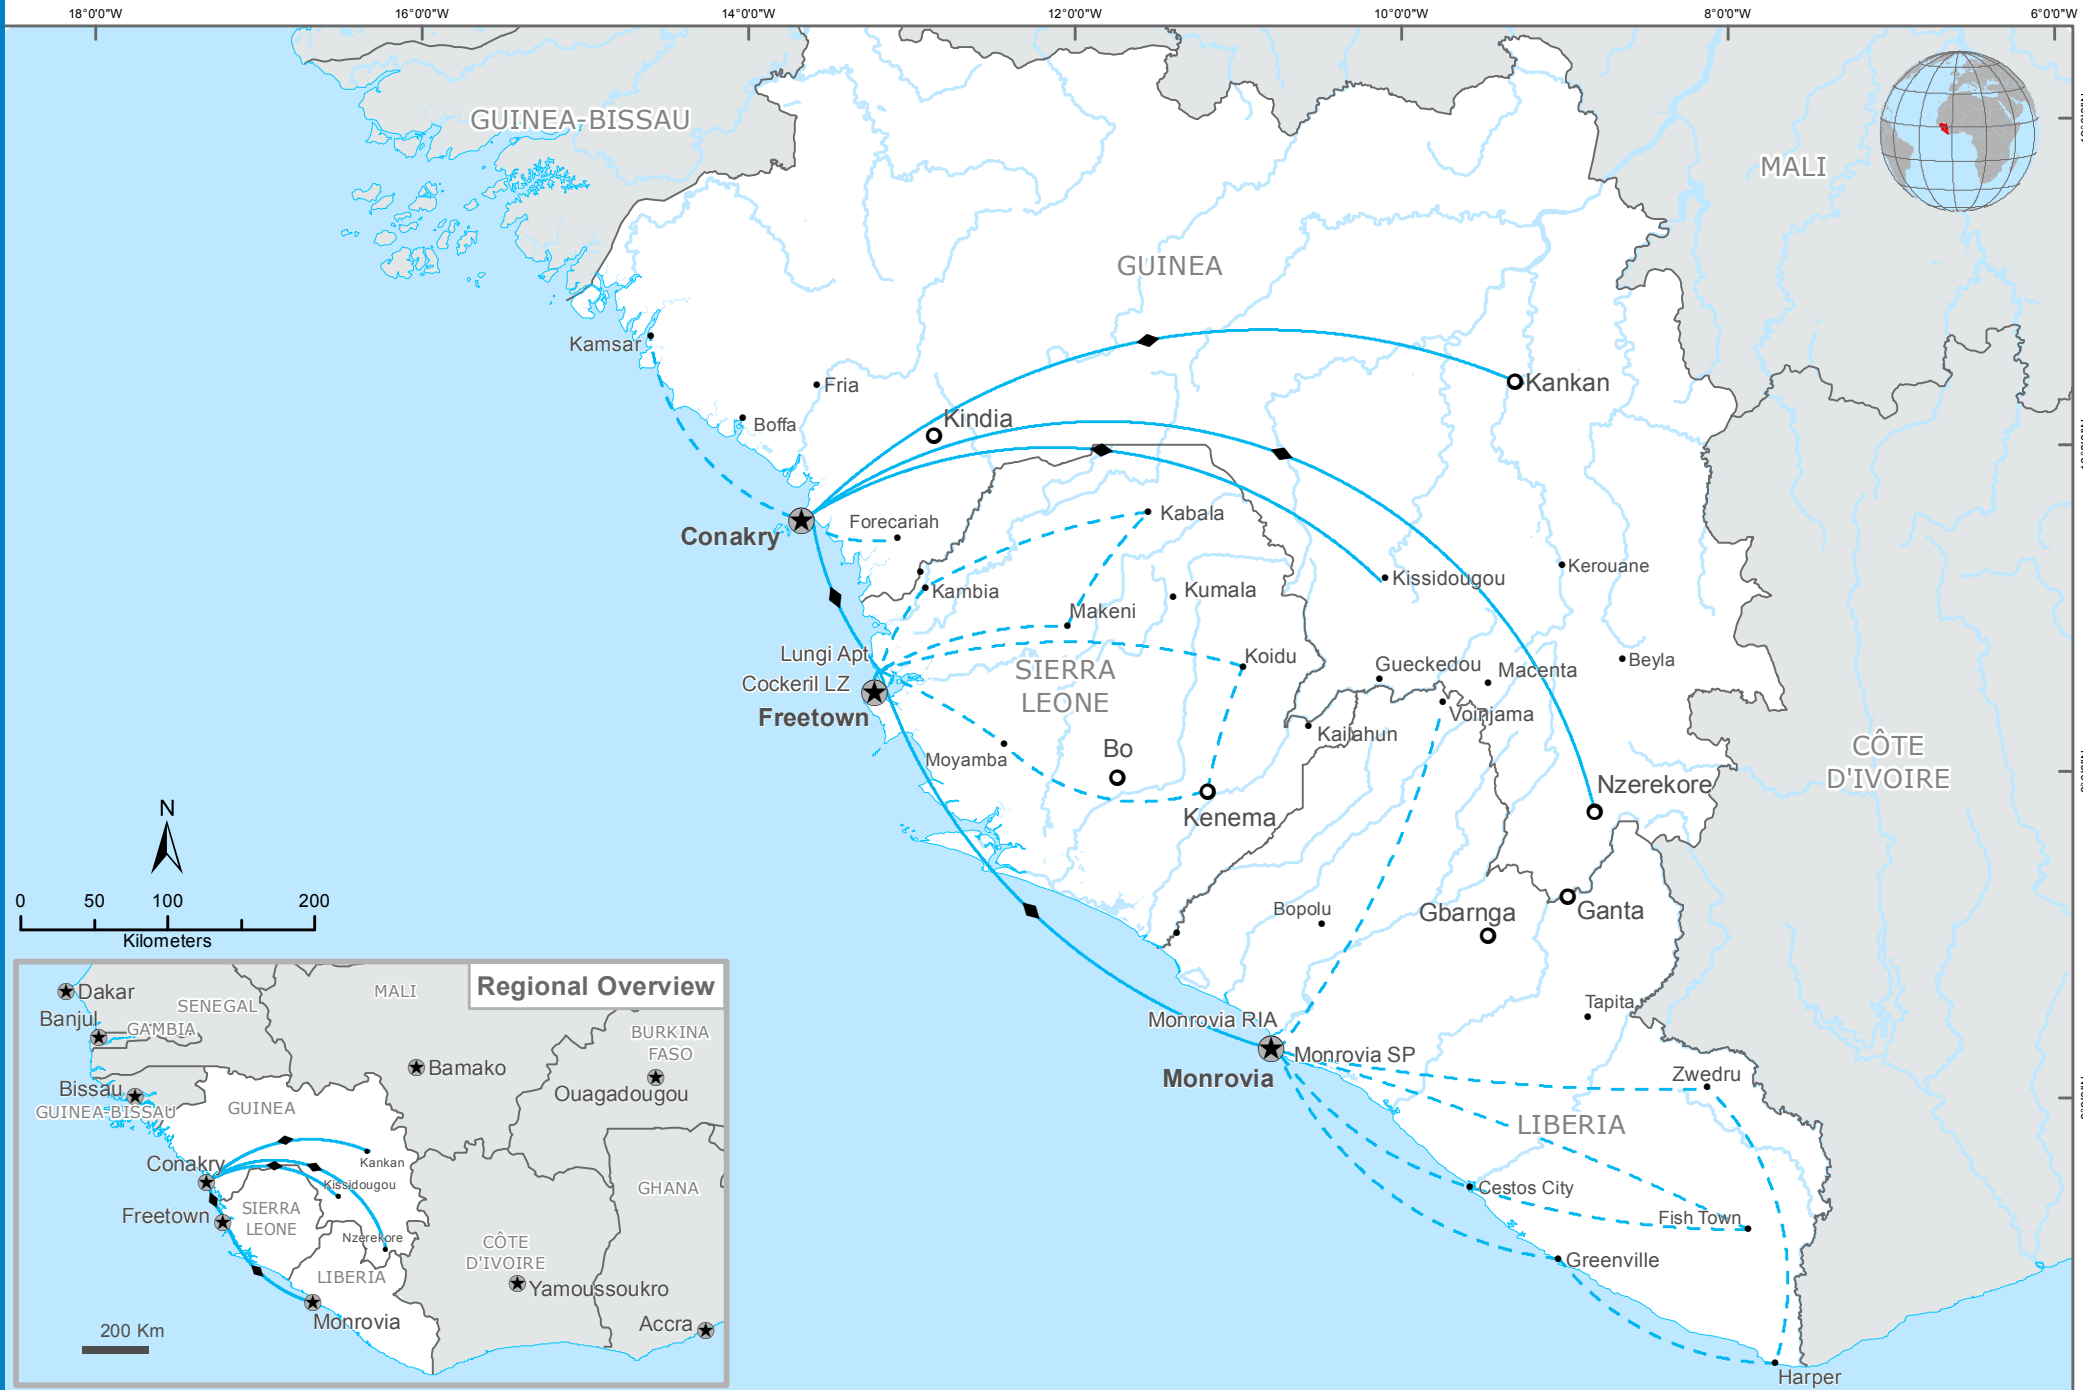 18°0'0"W
16°0'0"W
14°0'0"W
12°0'0"W
10°0'0"W
8°0'0"W
6°0'0"W
GUINEA-BISSAU
MALI
GUINEA
Kamsar
Fria
Kankan
Boffa
Kindia
Conakry
Forecariah
Kabala
Kerouane
Kissidougou
Kambia
Kumala
Makeni
Lungi Apt
Koidu
Beyla
Gueckedou
Macenta
Cockeril LZ
SIERRA
LEONE
Freetown
Voinjama
Kailahun
Moyamba
Bo
CÔTE
D'IVOIRE
Nzerekore
Kenema
N
0
50
100
200
Kilometers
Bopolu
Gbarnga
Ganta
Tapita
Monrovia RIA
Monrovia SP
Monrovia
Zwedru
LIBERIA
Cestos City
Fish Town
Greenville
Harper
Regional Overview
Dakar
SENEGAL
MALI
Banjul
GAMBIA
BURKINA
FASO
Bamako
Bissau
Ouagadougou
GUINEA-BISSAU
GUINEA
Conakry
Kankan
Kissidougou
GHANA
Freetown
SIERRA
LEONE
Nzerekore
CÔTE
D'IVOIRE
LIBERIA
Yamoussoukro
Monrovia
Accra
200 Km